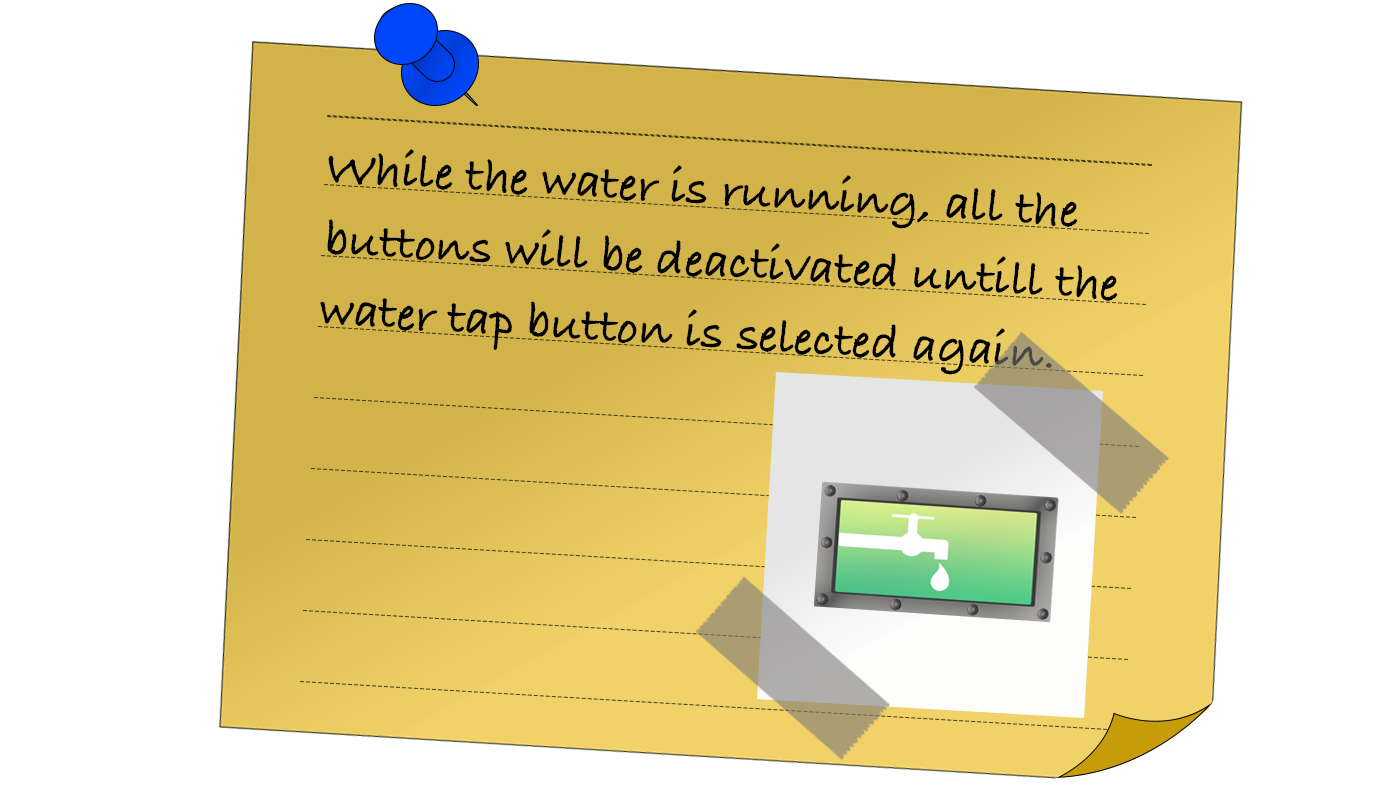 While the water is running, all the
buttons will be deactivated untill the
water tap button is selected again.